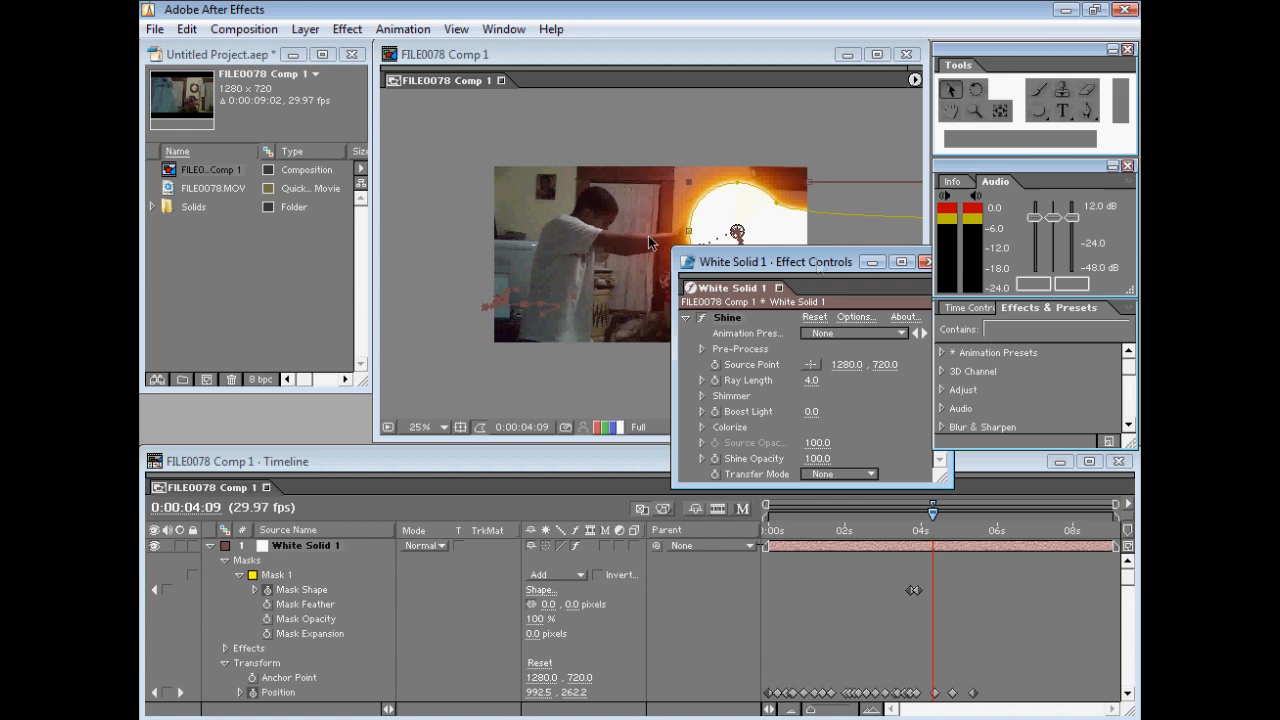 Adobe After Effects
File Edit Composition Layer Effect Animation View Window Help
Untitled Project.aep *
FILE0078 Comp 1
1280 x 720
Δ 0:00:09:02, 29.97 fps
Name Type Size
FILE0...Comp 1 Composition
FILE0078.MOV Quick... Movie
Solids Folder
8 bpc
FILE0078 Comp 1
FILE0078 Comp 1
25% 0:00:04:09 Full
White Solid 1 - Effect Controls
White Solid 1
FILE0078 Comp 1 * White Solid 1
Shine Reset Options... About...
Animation Pres... None
Pre-Process
Source Point 1280.0 , 720.0
Ray Length 4.0
Shimmer
Boost Light 0.0
Colorize
Source Opac... 100.0
Shine Opacity 100.0
Transfer Mode None
Tools
T
Info Audio
0.0 12.0 dB
-6.0
-12.0 -24.0
-18.0
-24.0 -48.0 dB
Time Contr Effects & Presets
Contains:
* Animation Presets
3D Channel
Adjust
Audio
Blur & Sharpen
FILE0078 Comp 1 - Timeline
FILE0078 Comp 1
0:00:04:09 (29.97 fps)
M
# Source Name Mode T TrkMat M Parent
:00s 02s 04s 06s 08s
1 White Solid 1 Normal None
Masks
Mask 1 Add Invert...
Mask Shape Shape...
Mask Feather 0.0 , 0.0 pixels
Mask Opacity 100 %
Mask Expansion 0.0 pixels
Effects
Transform Reset
Anchor Point 1280.0 , 720.0
Position 992.5 , 262.2